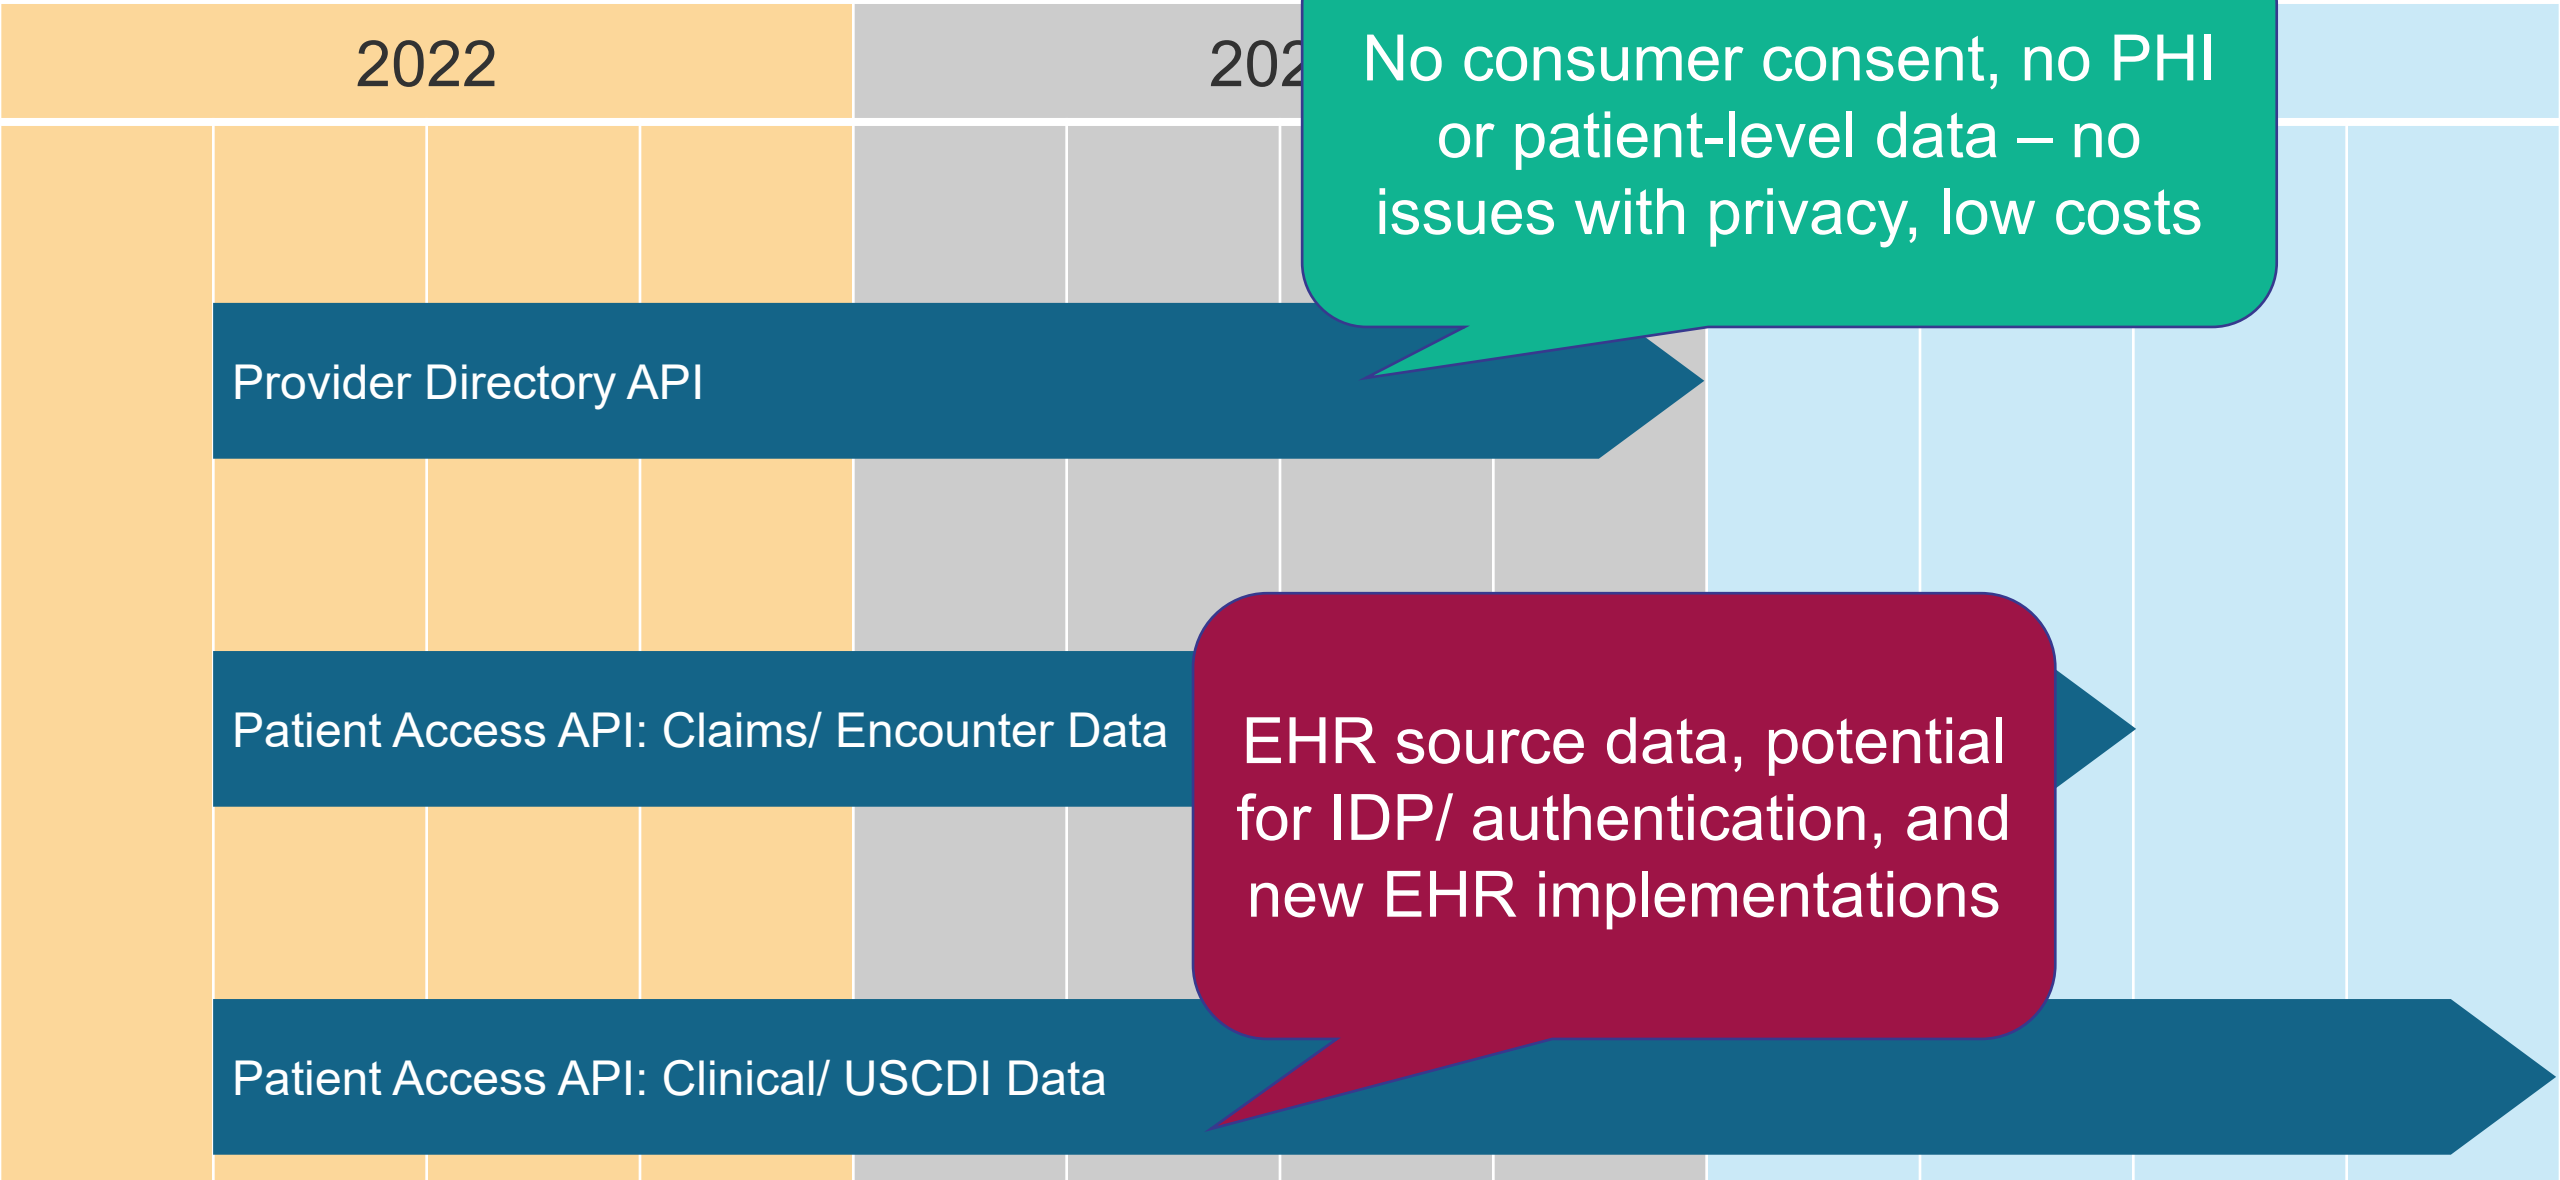 2022
202
No consumer consent, no PHI
or patient-level data – no
issues with privacy, low costs
Provider Directory API
Patient Access API: Claims/ Encounter Data
EHR source data, potential
for IDP/ authentication, and
new EHR implementations
Patient Access API: Clinical/ USCDI Data